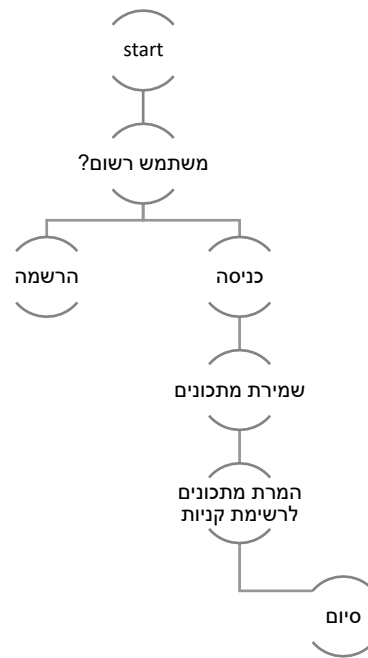 start
משתמש רשום?
הרשמה
כניסה
שמירת מתכונים
המרת מתכונים
לרשימת קניות
סיום